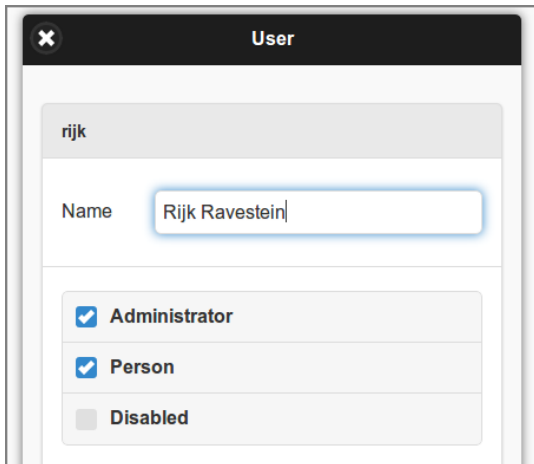 User
rijk
Name Rijk Ravestein
Administrator
Person
Disabled